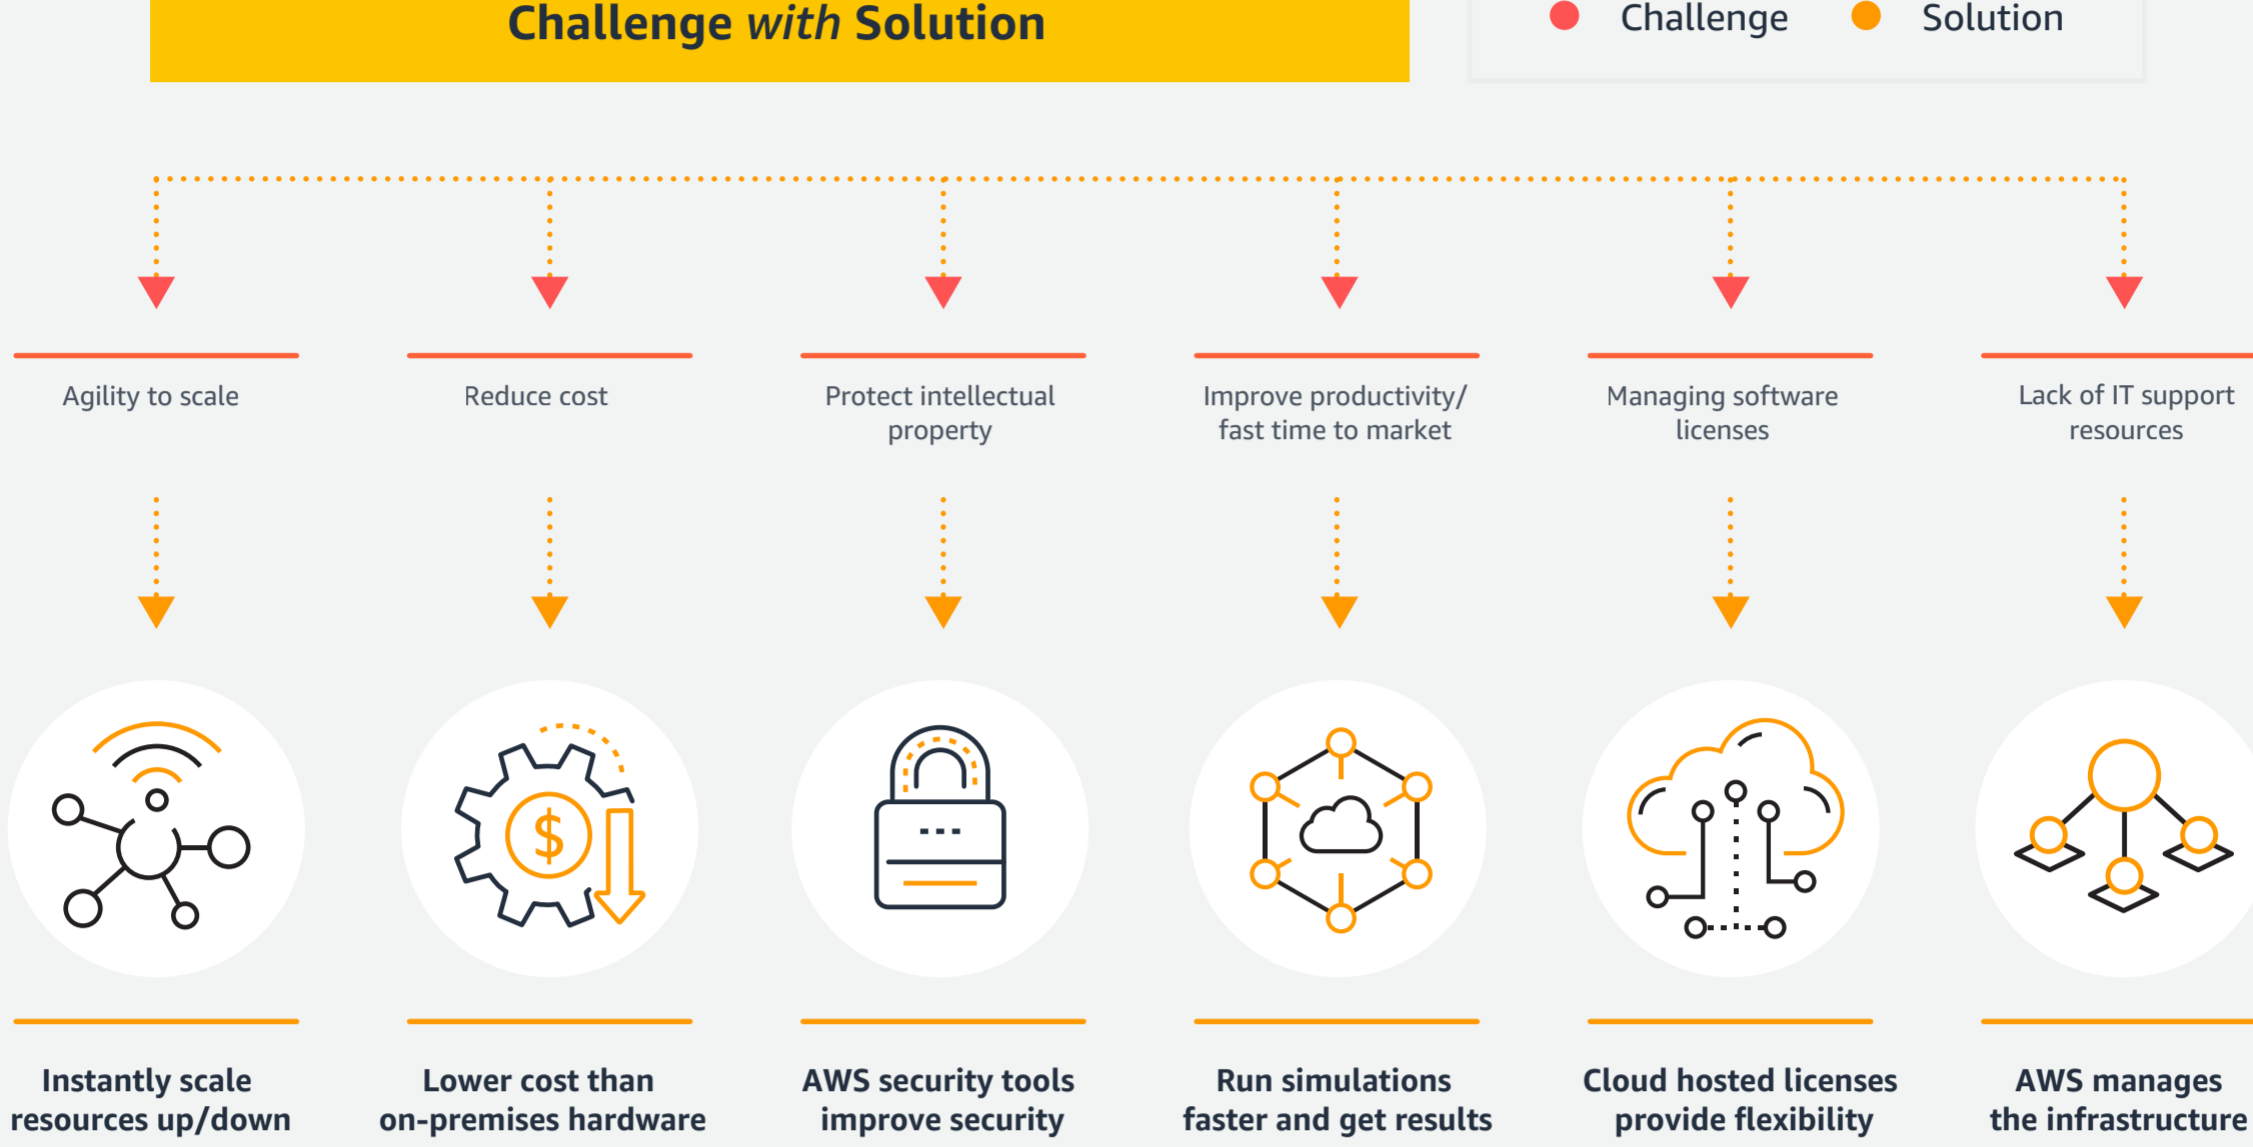 Challenge with Solution
Challenge
Solution
Agility to scale
Reduce cost
Protect intellectual
property
Improve productivity/
fast time to market
Managing software
licenses
Lack of IT support
resources
$
Instantly scale
resources up/down
Lower cost than
on-premises hardware
AWS security tools
improve security
Run simulations
faster and get results
Cloud hosted licenses
provide flexibility
AWS manages
the infrastructure